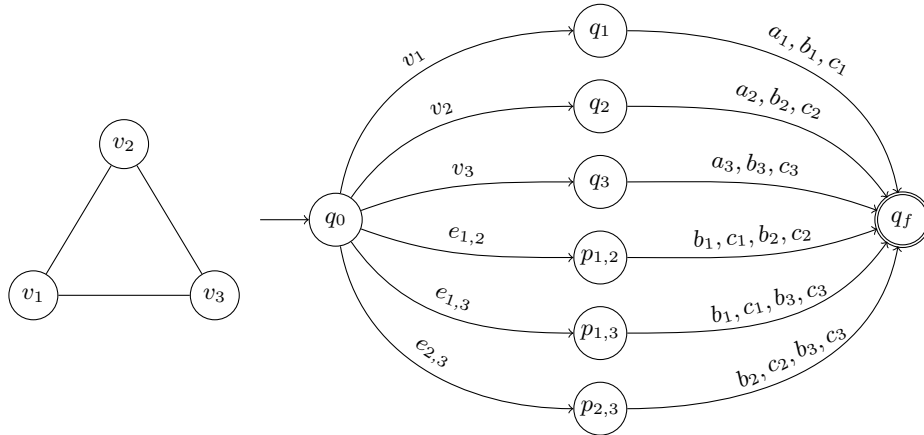 v₂
v₁
v₃
q₀
v₁
q₁
a₁, b₁, c₁
v₂
q₂
a₂, b₂, c₂
v₃
q₃
a₃, b₃, c₃
e₁,₂
p₁,₂
b₁, c₁, b₂, c₂
e₁,₃
p₁,₃
b₁, c₁, b₃, c₃
e₂,₃
p₂,₃
b₂, c₂, b₃, c₃
q_f